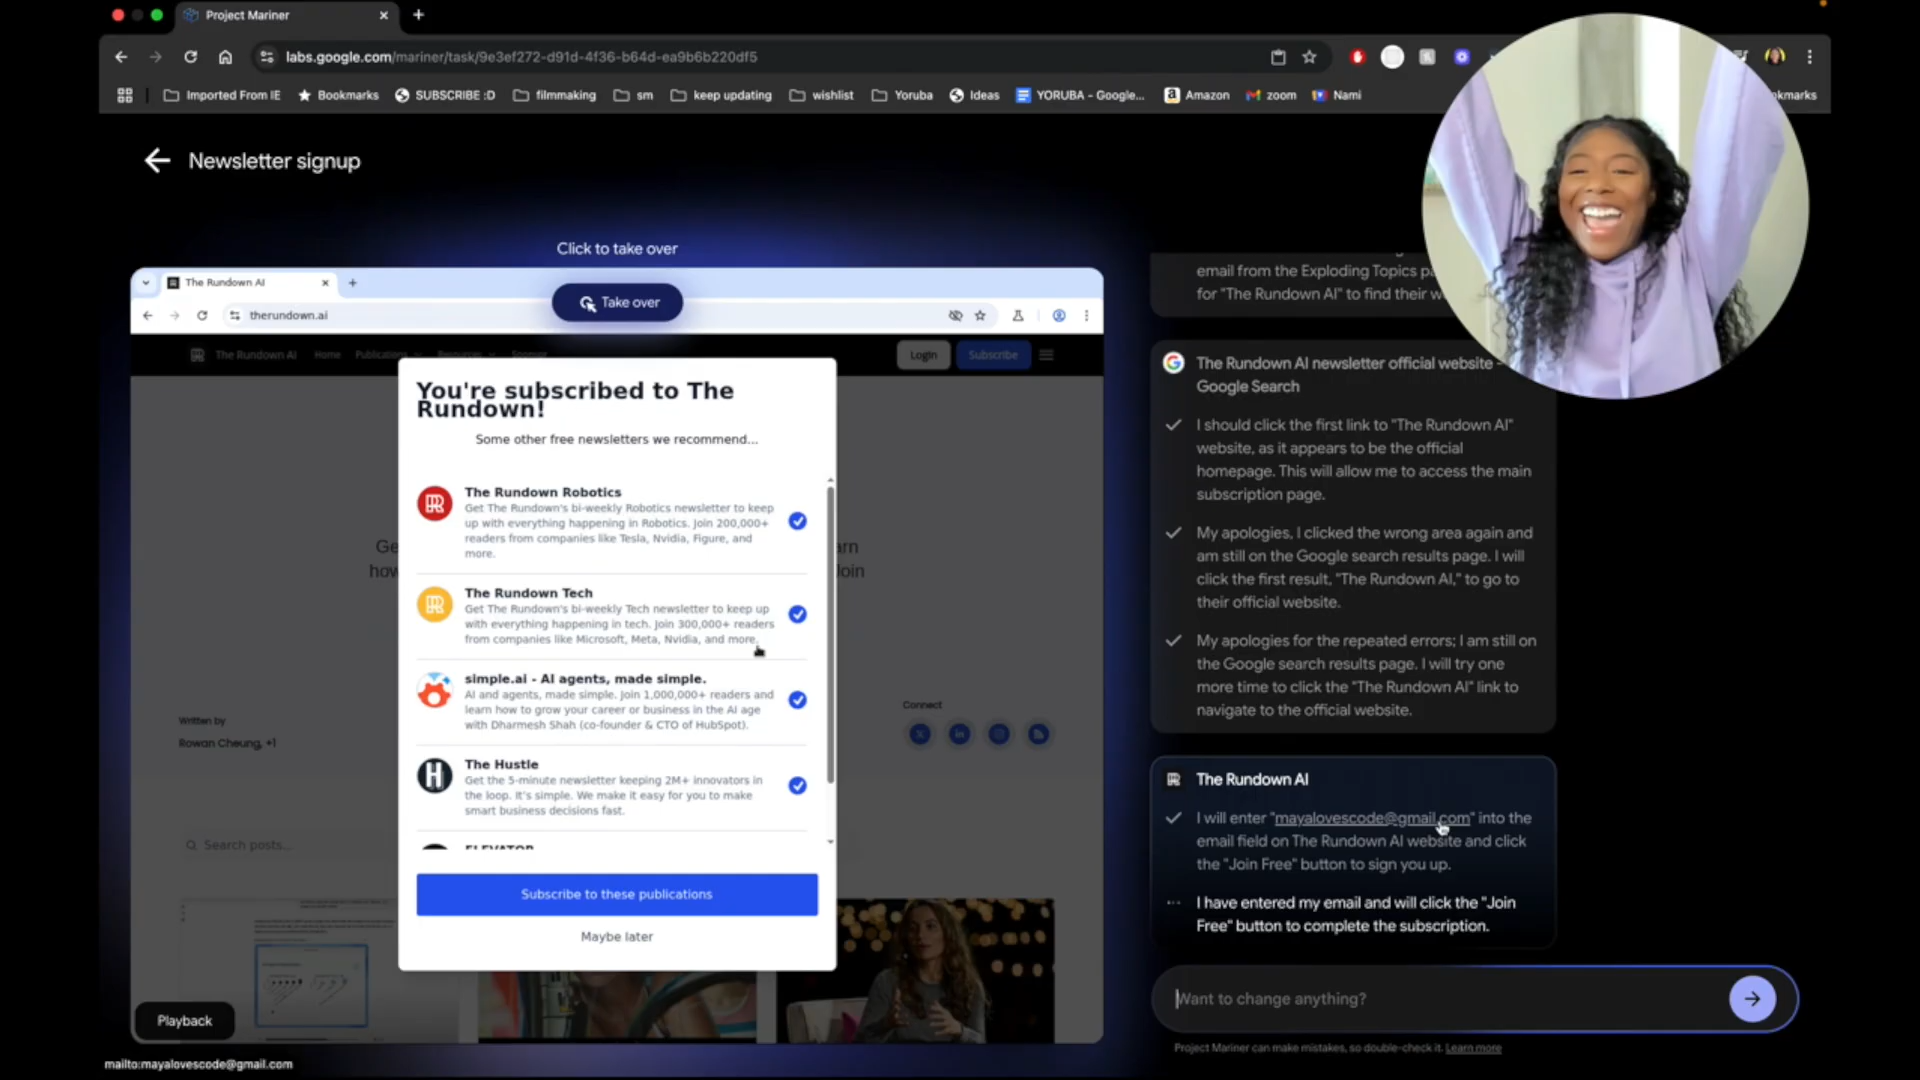 Project Mariner
labs.google.com/mariner/task/9e3ef272-d91d-4f36-b64d-ea9b6b220df5
Imported From IE
Bookmarks
SUBSCRIBE :D
filmmaking
sm
keep updating
wishlist
Yoruba
Ideas
YORUBA - Google...
Amazon
zoom
Nami
Newsletter signup
Click to take over
The Rundown AI
Take over
therundown.ai
The Rundown AI
Home
Publications
Resources
Sponsor
Login
Subscribe
You're subscribed to The
Rundown!
Some other free newsletters we recommend...
The Rundown Robotics
Get The Rundown's bi-weekly Robotics newsletter to keep
up with everything happening in Robotics. Join 200,000+
readers from companies like Tesla, Nvidia, Figure, and
more.
The Rundown Tech
Get The Rundown's bi-weekly Tech newsletter to keep up
with everything happening in tech. Join 300,000+ readers
from companies like Microsoft, Meta, Nvidia, and more.
simple.ai - AI agents, made simple.
AI and agents, made simple. Join 1,000,000+ readers and
learn how to grow your career or business in the AI age
with Dharmesh Shah (co-founder & CTO of HubSpot).
The Hustle
Get the 5-minute newsletter keeping 2M+ innovators in
the loop. It's simple. We make it easy for you to make
smart business decisions fast.
ELEVATOR
Subscribe to these publications
Maybe later
Written by
Rowan Cheung, +1
Connect
Search posts...
Playback
mailto:mayalovescode@gmail.com
email from the Exploding Topics
for "The Rundown AI" to find their
The Rundown AI newsletter official website -
Google Search
I should click the first link to "The Rundown AI"
website, as it appears to be the official
homepage. This will allow me to access the main
subscription page.
My apologies, I clicked the wrong area again and
am still on the Google search results page. I will
click the first result, "The Rundown AI," to go to
their official website.
My apologies for the repeated errors; I am still on
the Google search results page. I will try one
more time to click the "The Rundown AI" link to
navigate to the official website.
The Rundown AI
I will enter "mayalovescode@gmail.com" into the
email field on The Rundown AI website and click
the "Join Free" button to sign you up.
I have entered my email and will click the "Join
Free" button to complete the subscription.
Want to change anything?
Project Mariner can make mistakes, so double-check it. Learn more